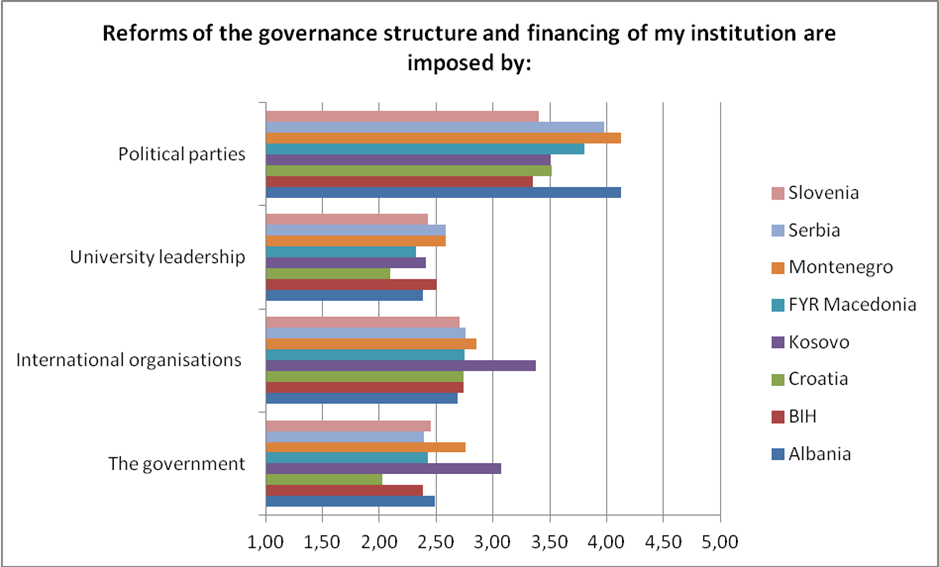 Reforms of the governance structure and financing of my institution are
imposed by:
Political parties
University leadership
International organisations
The government
1,00 1,50 2,00 2,50 3,00 3,50 4,00 4,50 5,00
Slovenia
Serbia
Montenegro
FYR Macedonia
Kosovo
Croatia
BIH
Albania